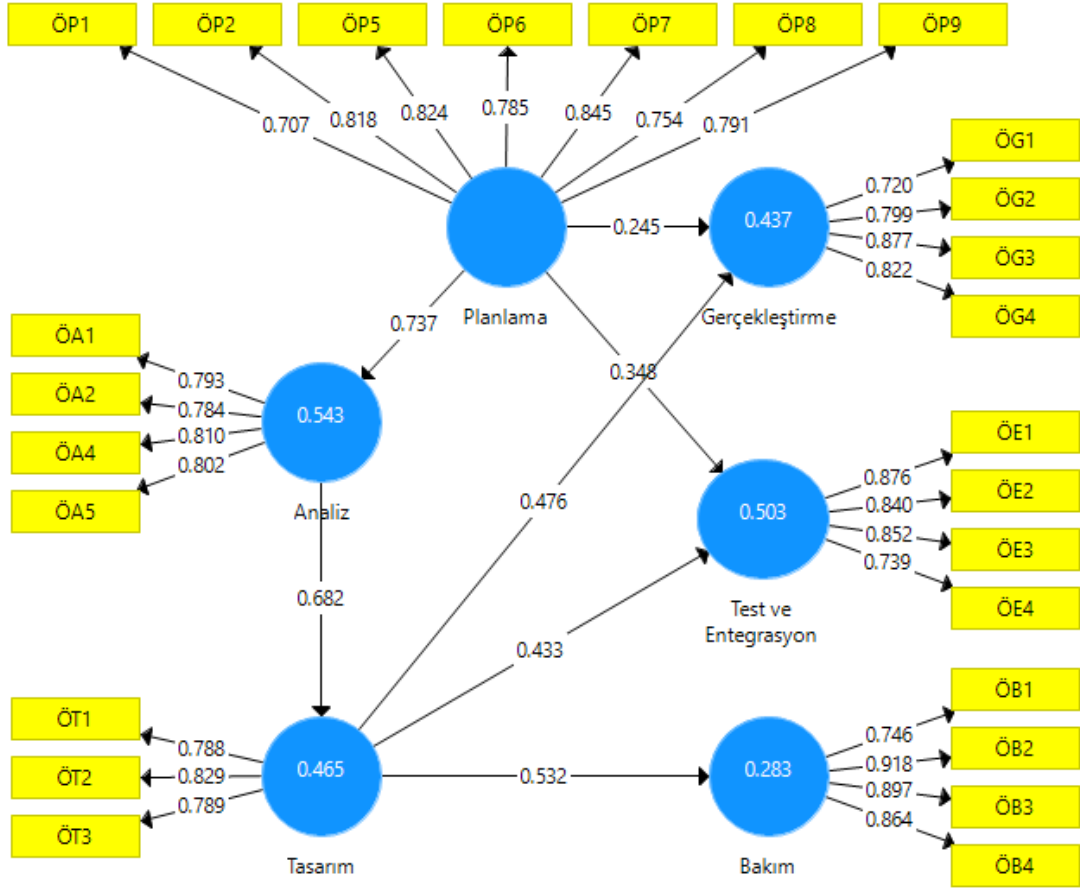 ÖP1 ÖP2 ÖP5 ÖP6 ÖP7 ÖP8 ÖP9
0.707 0.818 0.824 0.785 0.845 0.754 0.791
Planlama
0.245
0.437
Gerçekleştirme
0.720
0.799
0.877
0.822
ÖG1
ÖG2
ÖG3
ÖG4
0.737
0.348
ÖA1
ÖA2
ÖA4
ÖA5
0.793
0.784
0.810
0.802
0.543
Analiz
0.476
0.503
Test ve
Entegrasyon
0.876
0.840
0.852
0.739
ÖE1
ÖE2
ÖE3
ÖE4
0.682
0.433
ÖT1
ÖT2
ÖT3
0.788
0.829
0.789
0.465
Tasarım
0.532
0.283
Bakım
0.746
0.918
0.897
0.864
ÖB1
ÖB2
ÖB3
ÖB4